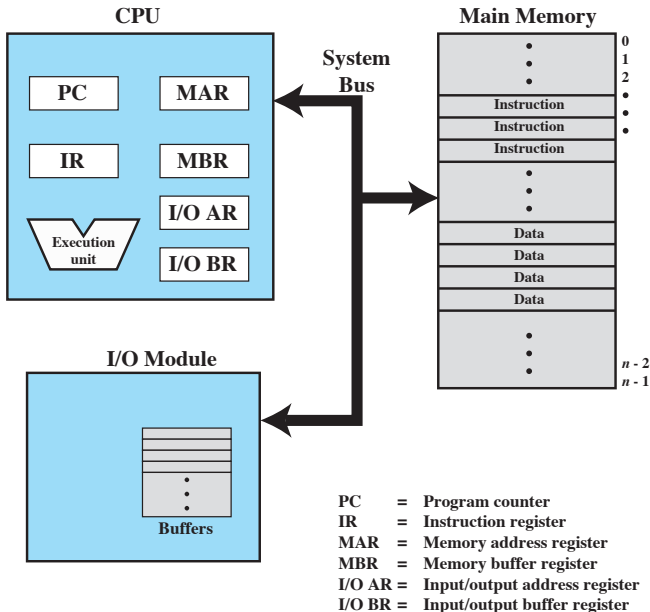 CPU
Main Memory
System
Bus
PC
MAR
IR
MBR
I/O AR
I/O BR
Execution
unit
0
1
2
Instruction
Instruction
Instruction
Data
Data
Data
Data
n - 2
n - 1
I/O Module
Buffers
PC = Program counter
IR = Instruction register
MAR = Memory address register
MBR = Memory buffer register
I/O AR = Input/output address register
I/O BR = Input/output buffer register